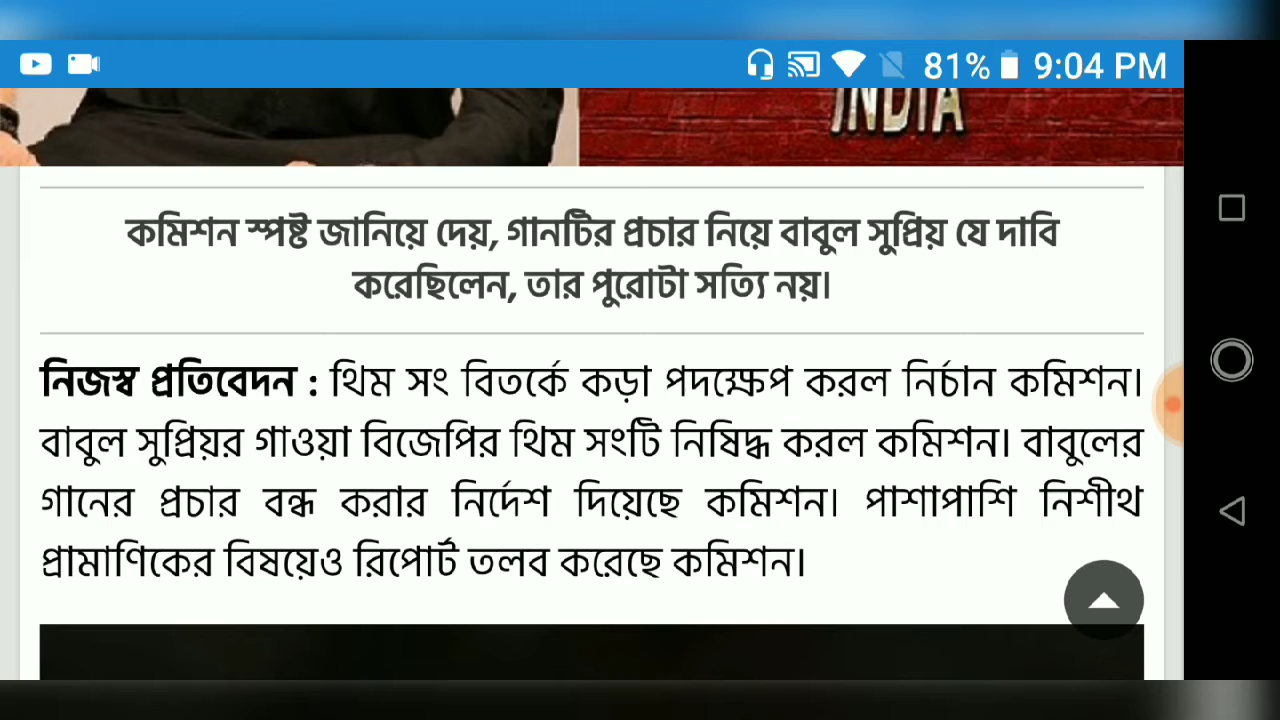 81% 9:04 PM
INDIA
কমিশন স্পষ্ট জানিয়ে দেয়, গানটির প্রচার নিয়ে বাবুল সুপ্রিয় যে দাবি
করেছিলেন, তার পুরোটা সত্যি নয়।
নিজস্ব প্রতিবেদন : থিম সং বিতর্কে কড়া পদক্ষেপ করল নির্চান কমিশন।
বাবুল সুপ্রিয়র গাওয়া বিজেপির থিম সংটি নিষিদ্ধ করল কমিশন। বাবুলের
গানের প্রচার বন্ধ করার নির্দেশ দিয়েছে কমিশন। পাশাপাশি নিশীথ
প্রামাণিকের বিষয়েও রিপোর্ট তলব করেছে কমিশন।